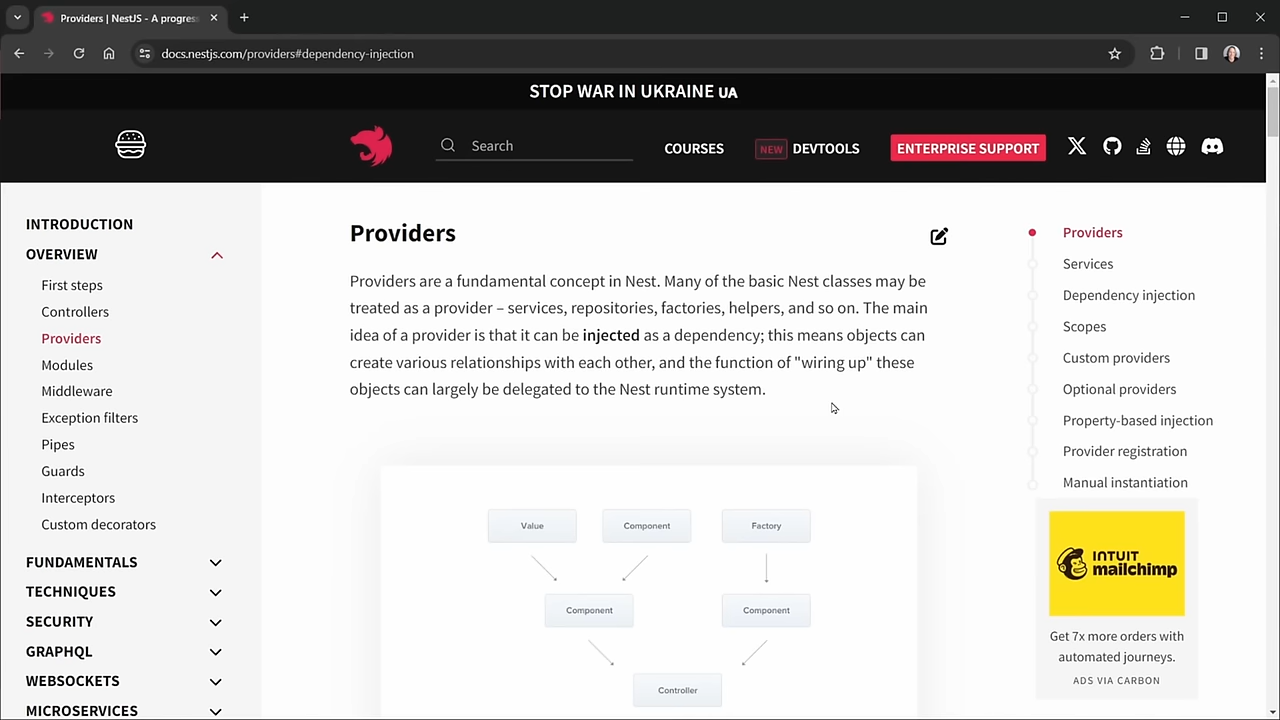 Providers | NestJS - A progress
docs.nestjs.com/providers#dependency-injection
STOP WAR IN UKRAINE UA
Search
COURSES
NEW
DEVTOOLS
ENTERPRISE SUPPORT
INTRODUCTION
OVERVIEW
First steps
Controllers
Providers
Modules
Middleware
Exception filters
Pipes
Guards
Interceptors
Custom decorators
FUNDAMENTALS
TECHNIQUES
SECURITY
GRAPHQL
WEBSOCKETS
MICROSERVICES
Providers
Providers are a fundamental concept in Nest. Many of the basic Nest classes may be
treated as a provider – services, repositories, factories, helpers, and so on. The main
idea of a provider is that it can be injected as a dependency; this means objects can
create various relationships with each other, and the function of "wiring up" these
objects can largely be delegated to the Nest runtime system.
Value
Component
Factory
Component
Component
Controller
Providers
Services
Dependency injection
Scopes
Custom providers
Optional providers
Property-based injection
Provider registration
Manual instantiation
INTUIT
mailchimp
Get 7x more orders with
automated journeys.
ADS VIA CARBON